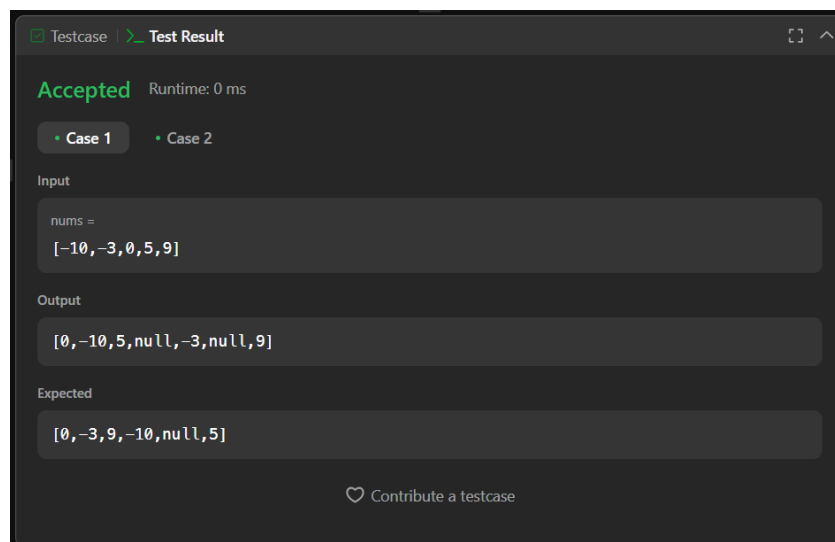 Testcase >_ Test Result
Accepted Runtime: 0 ms
• Case 1 • Case 2
Input
nums =
[-10,-3,0,5,9]
Output
[0,-10,5,null,-3,null,9]
Expected
[0,-3,9,-10,null,5]
Contribute a testcase